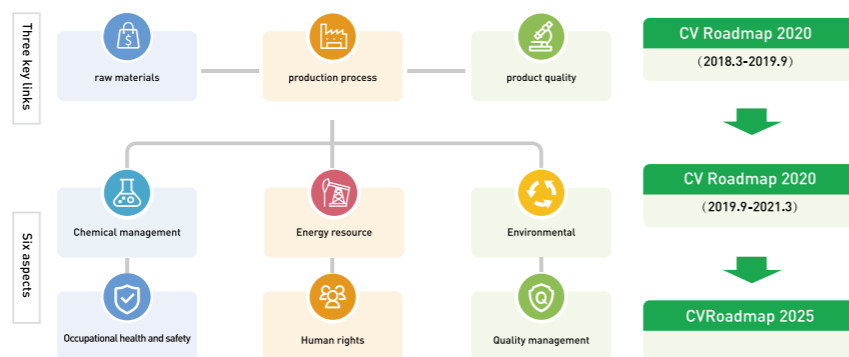 Three key links
raw materials
production process
product quality
Six aspects
Chemical management
Energy resource
Environmental
Occupational health and safety
Human rights
Quality management
CV Roadmap 2020
(2018.3-2019.9)
CV Roadmap 2020
(2019.9-2021.3)
CVRoadmap 2025
$
Q